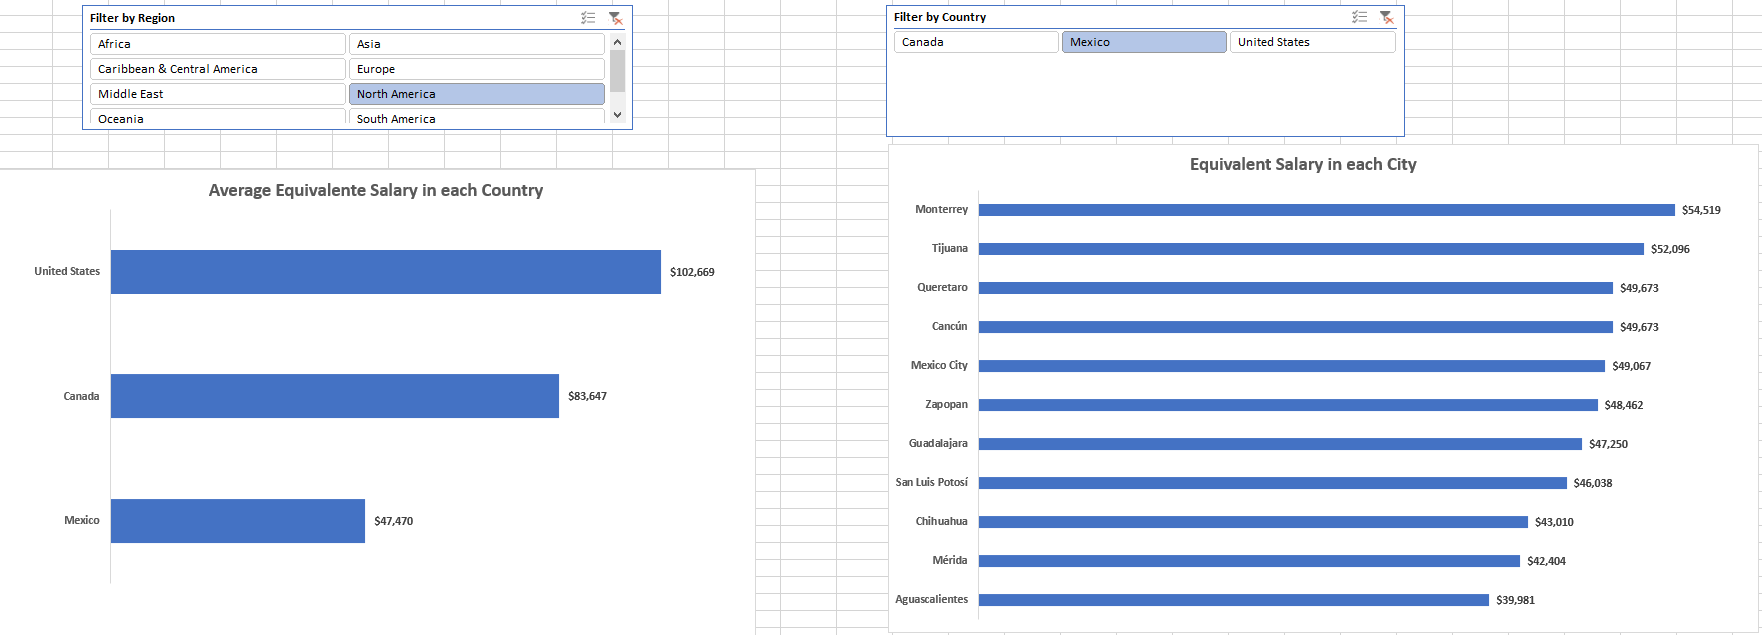 Filter by Region
Africa
Asia
Caribbean & Central America
Europe
Middle East
North America
Oceania
South America
Filter by Country
Canada
Mexico
United States
Average Equivalente Salary in each Country
United States $102,669
Canada $83,647
Mexico $47,470
Equivalent Salary in each City
Monterrey $54,519
Tijuana $52,096
Queretaro $49,673
Cancún $49,673
Mexico City $49,067
Zapopan $48,462
Guadalajara $47,250
San Luis Potosí $46,038
Chihuahua $43,010
Mérida $42,404
Aguascalientes $39,981